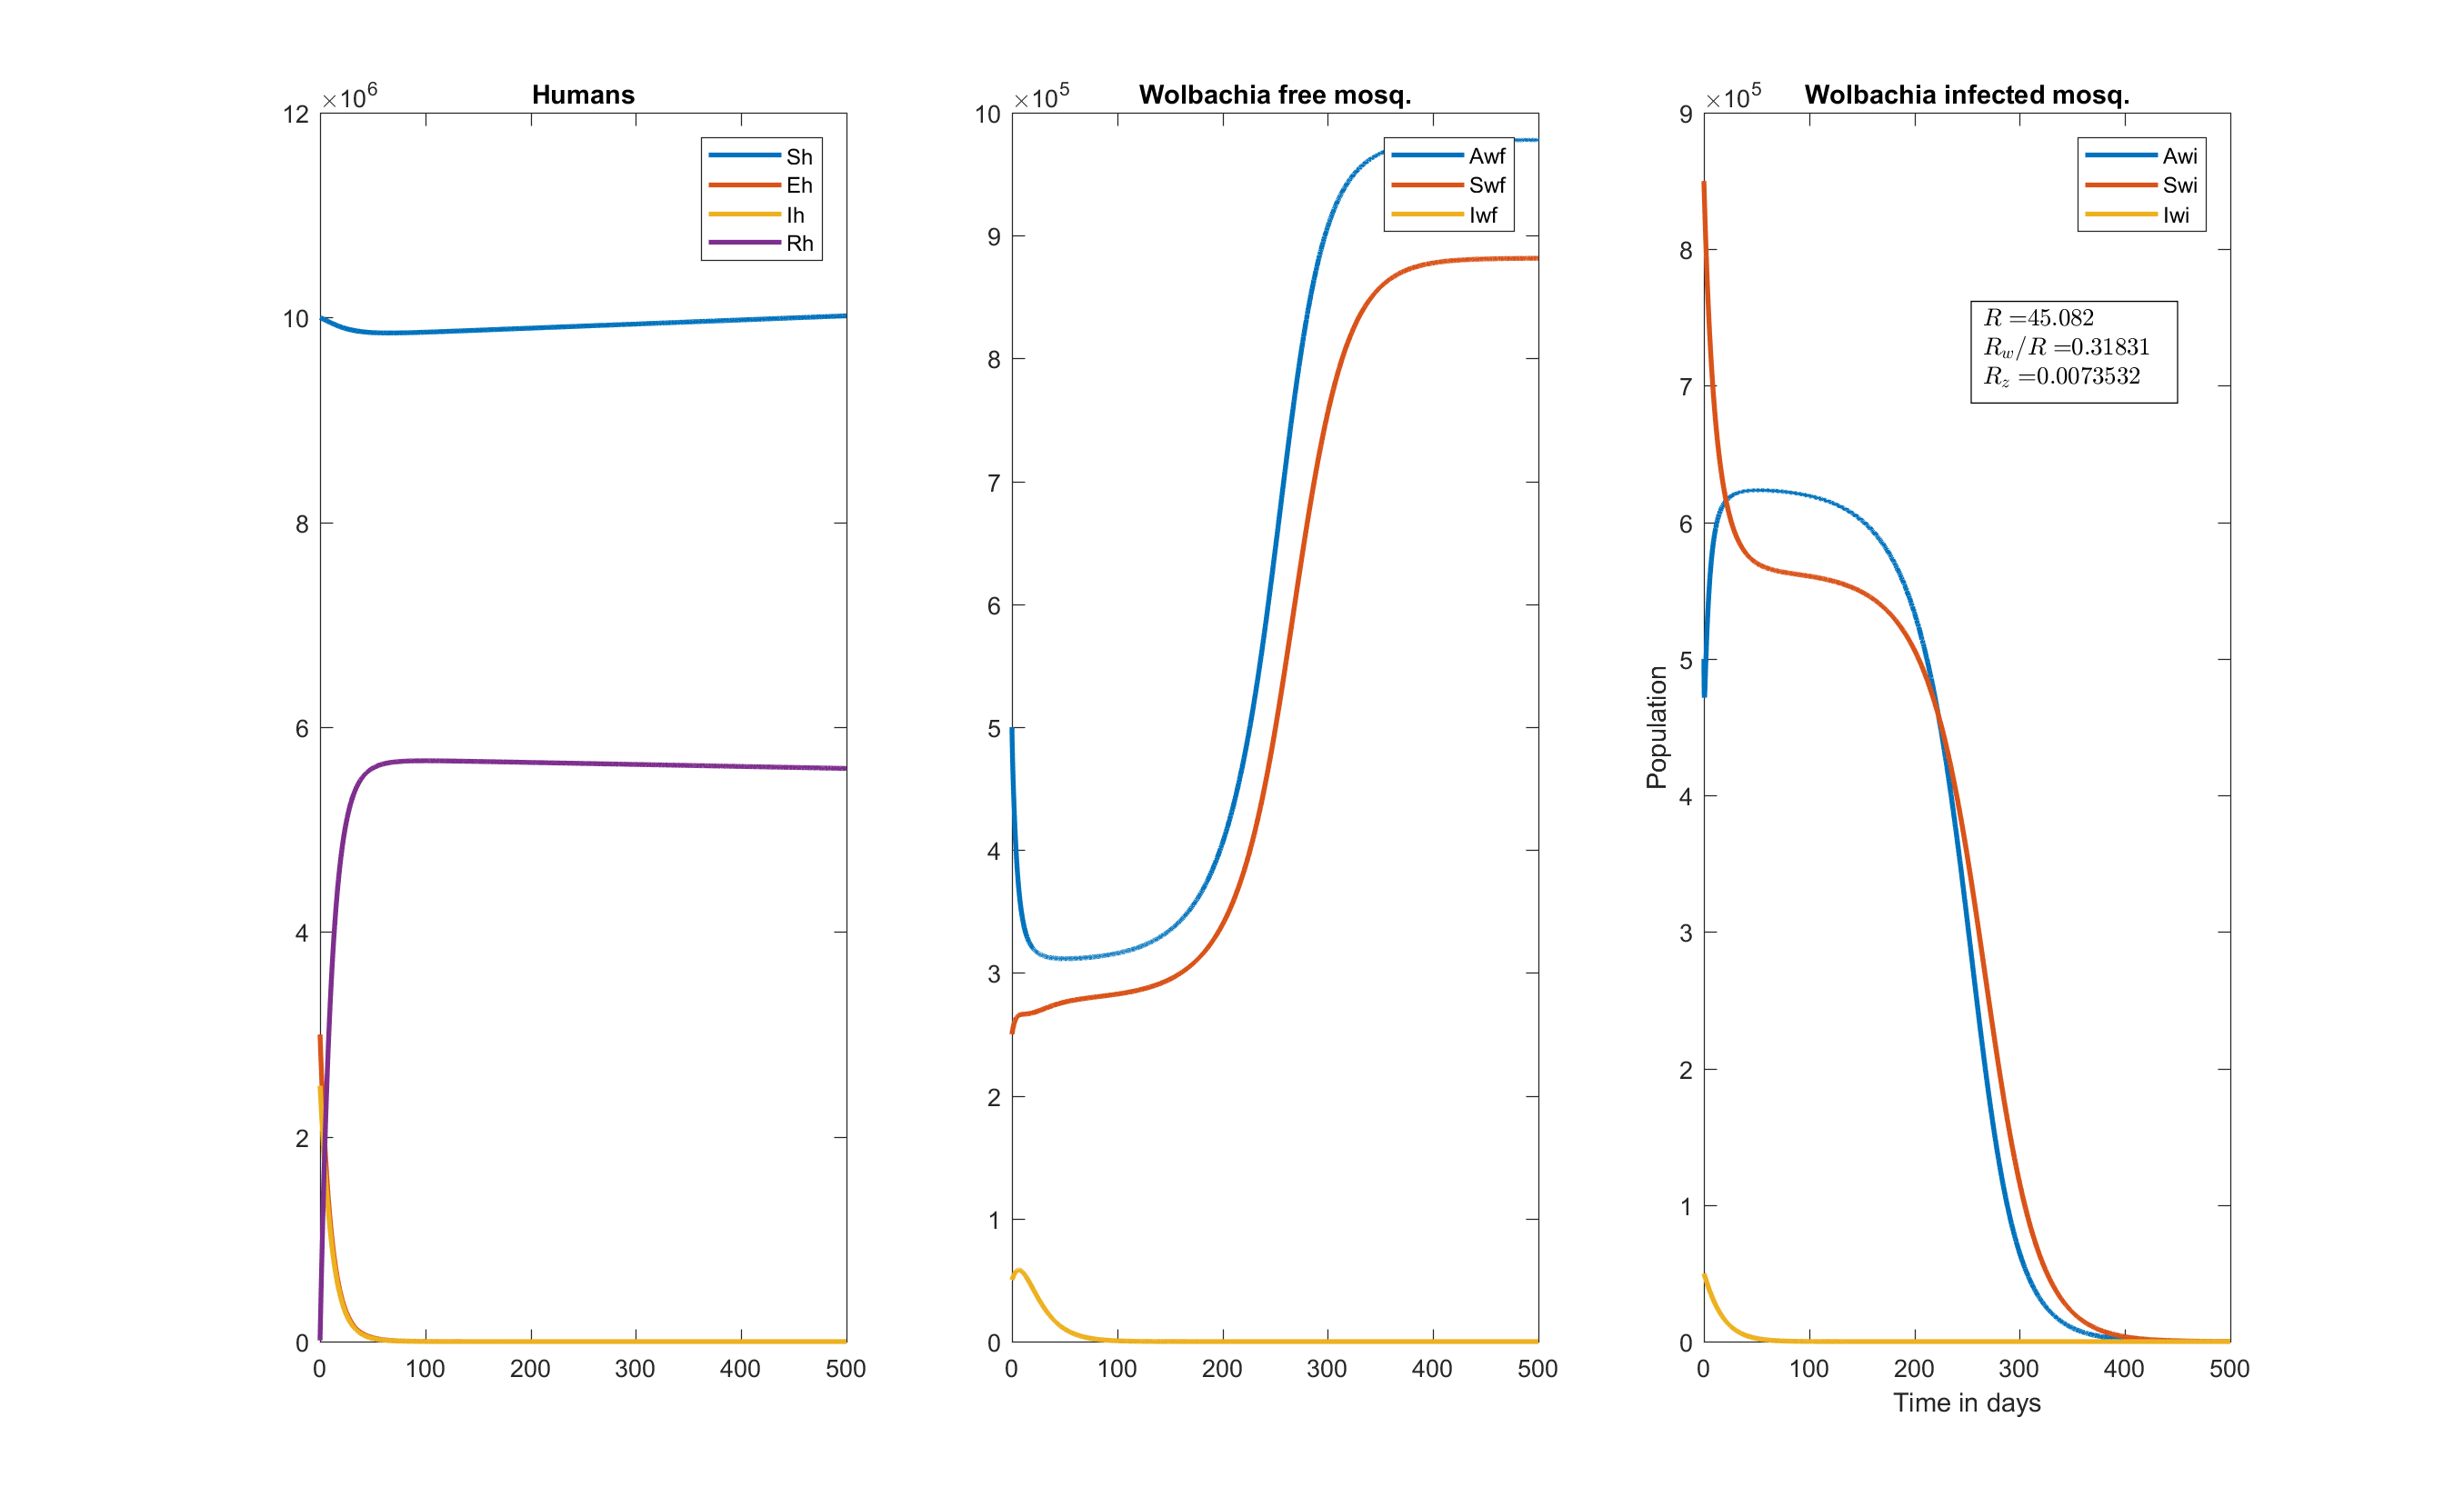 Humans
×10^6
12
10
8
6
4
2
0
0 100 200 300 400 500
Sh
Eh
Ih
Rh
Wolbachia free mosq.
×10^5
10
9
8
7
6
5
4
3
2
1
0
0 100 200 300 400 500
Awf
Swf
Iwf
Wolbachia infected mosq.
×10^5
9
8
7
6
5
4
3
2
1
0
0 100 200 300 400 500
Population
Time in days
Awi
Swi
Iwi
R =45.082
R_w/R =0.31831
R_z =0.0073532